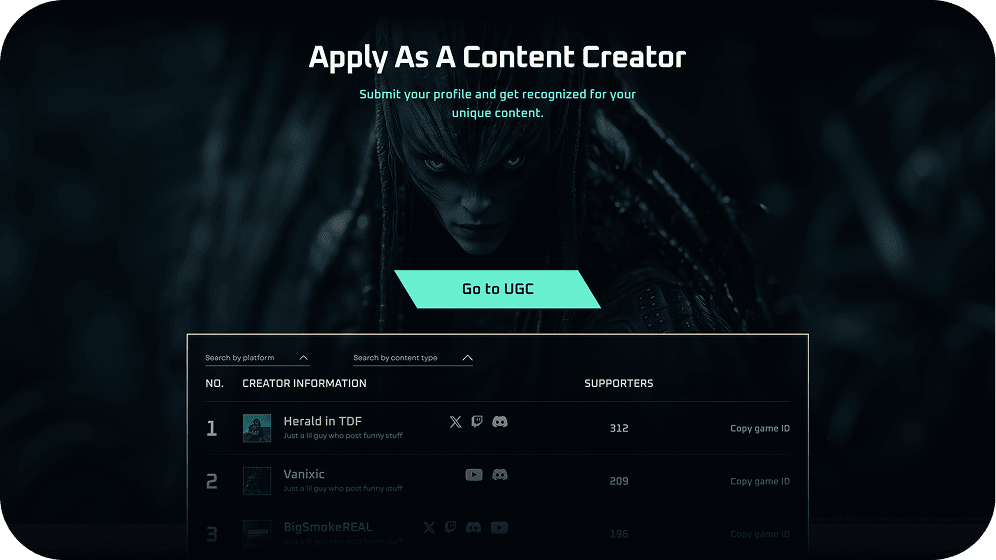 Apply As A Content Creator
Submit your profile and get recognized for your
unique content.
Go to UGC
Search by platform
Search by content type
NO. CREATOR INFORMATION SUPPORTERS
1 Herald in TDF 312 Copy game ID
Just a lil guy who post funny stuff
2 Vanixic 209 Copy game ID
Just a lil guy who post funny stuff
3 BigSmokeREAL 196 Copy game ID
Just a lil guy who post funny stuff